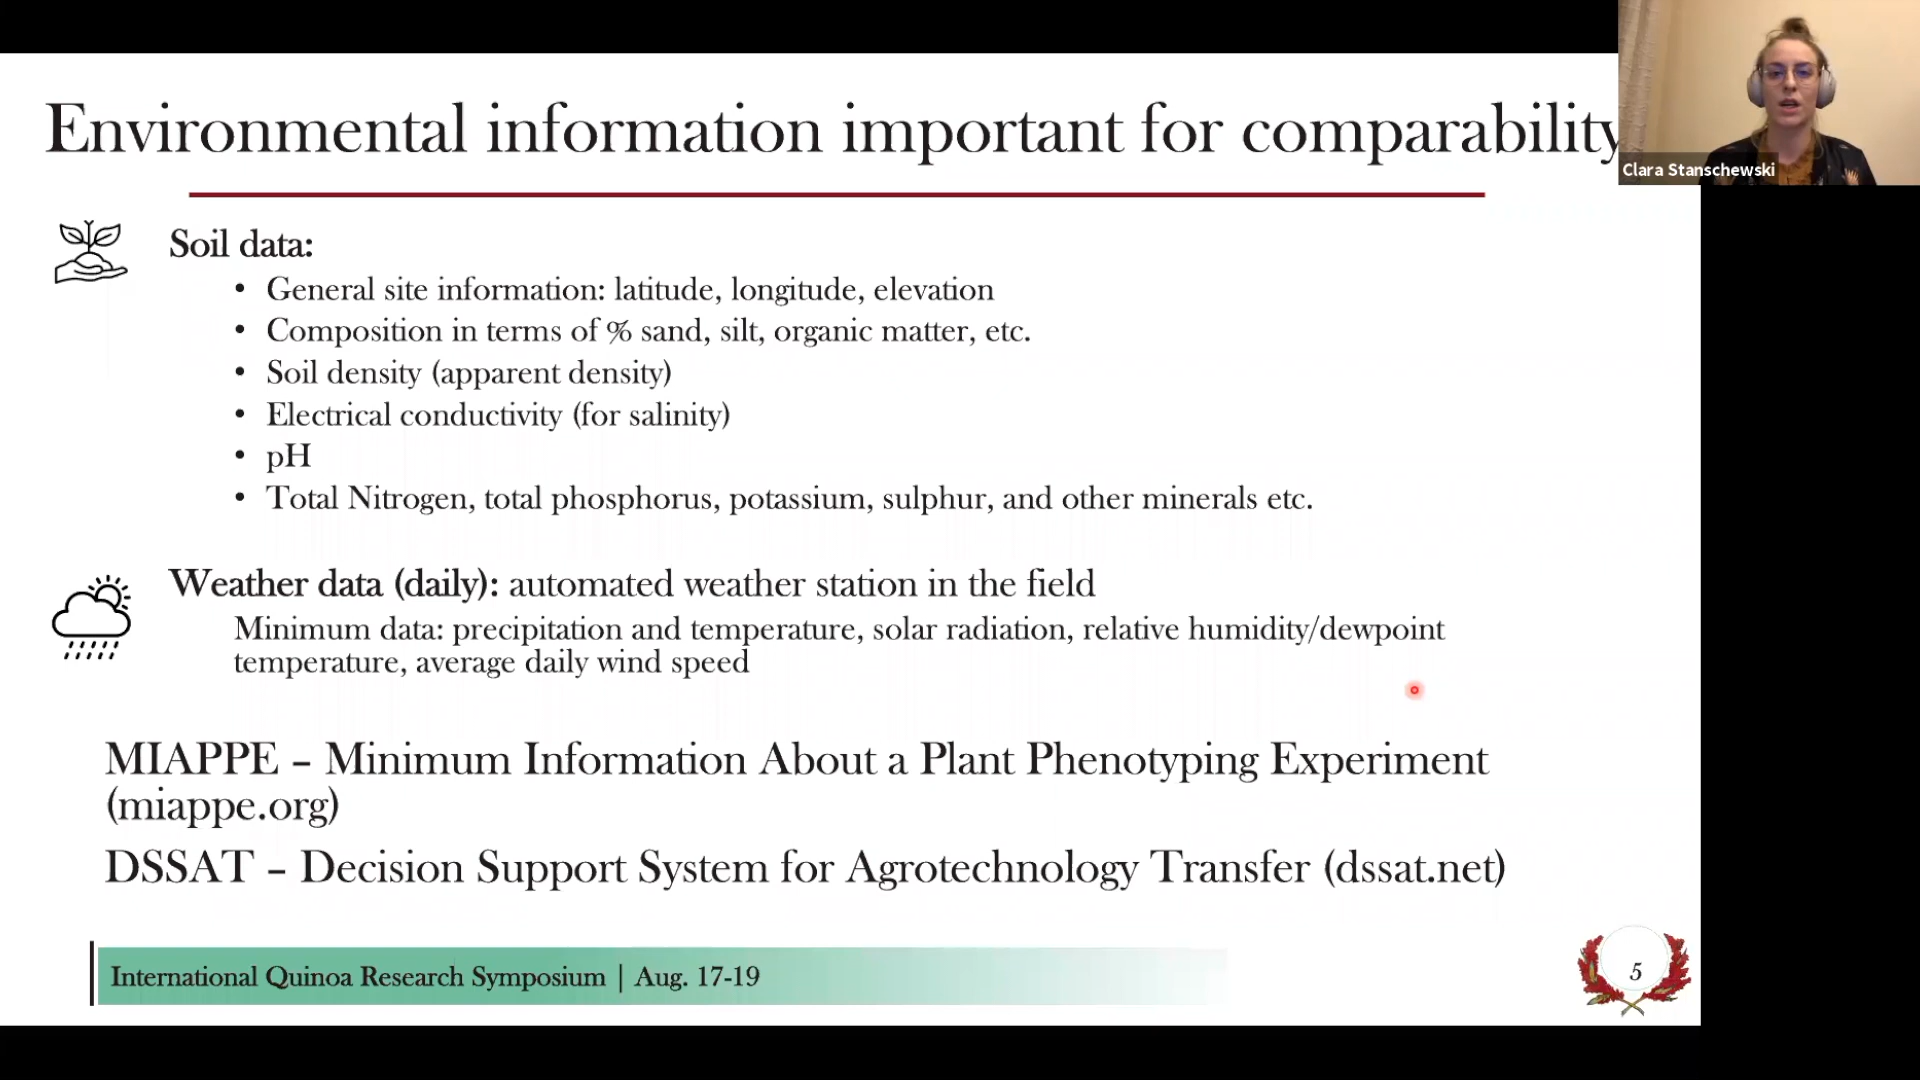 Environmental information important for comparability
Clara Stanschewski
Soil data:
• General site information: latitude, longitude, elevation
• Composition in terms of % sand, silt, organic matter, etc.
• Soil density (apparent density)
• Electrical conductivity (for salinity)
• pH
• Total Nitrogen, total phosphorus, potassium, sulphur, and other minerals etc.
Weather data (daily): automated weather station in the field
Minimum data: precipitation and temperature, solar radiation, relative humidity/dewpoint
temperature, average daily wind speed
MIAPPE – Minimum Information About a Plant Phenotyping Experiment
(miappe.org)
DSSAT – Decision Support System for Agrotechnology Transfer (dssat.net)
International Quinoa Research Symposium | Aug. 17-19
5